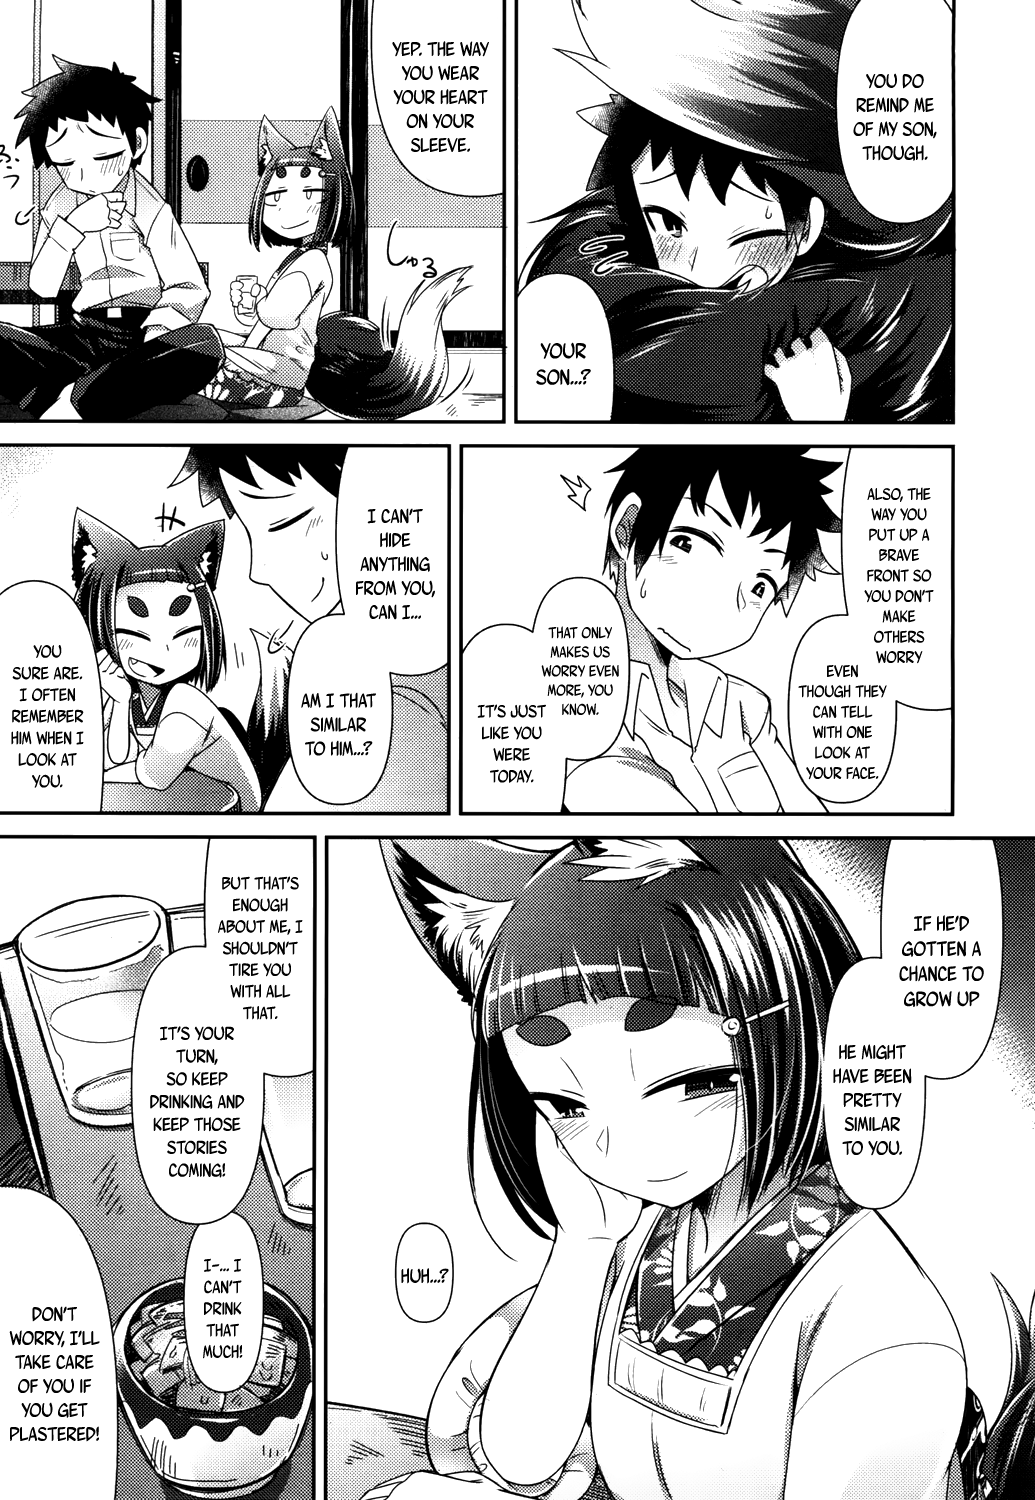 YOU DO
REMIND ME
OF MY SON,
THOUGH.
YOUR
SON...?
YEP. THE WAY
YOU WEAR
YOUR HEART
ON YOUR
SLEEVE.
ふぅ
しゅる
ALSO, THE
WAY YOU
PUT UP A
BRAVE
FRONT SO
YOU DON'T
MAKE
OTHERS
WORRY
EVEN
THOUGH THEY
CAN TELL
WITH ONE
LOOK AT
YOUR FACE.
THAT ONLY
MAKES US
WORRY EVEN
MORE, YOU
KNOW.
IT'S JUST
LIKE YOU
WERE
TODAY.
I CAN'T
HIDE
ANYTHING
FROM YOU,
CAN I...
AM I THAT
SIMILAR
TO HIM...?
YOU
SURE ARE.
I OFTEN
REMEMBER
HIM WHEN I
LOOK AT
YOU.
IF HE'D
GOTTEN A
CHANCE TO
GROW UP
HE MIGHT
HAVE BEEN
PRETTY
SIMILAR
TO YOU.
HUH...?
BUT THAT'S
ENOUGH
ABOUT ME, I
SHOULDN'T
TIRE YOU
WITH ALL
THAT.
IT'S YOUR
TURN,
SO KEEP
DRINKING AND
KEEP THOSE
STORIES
COMING!
I-... I
CAN'T
DRINK
THAT
MUCH!
DON'T
WORRY, I'LL
TAKE CARE
OF YOU IF
YOU GET
PLASTERED!